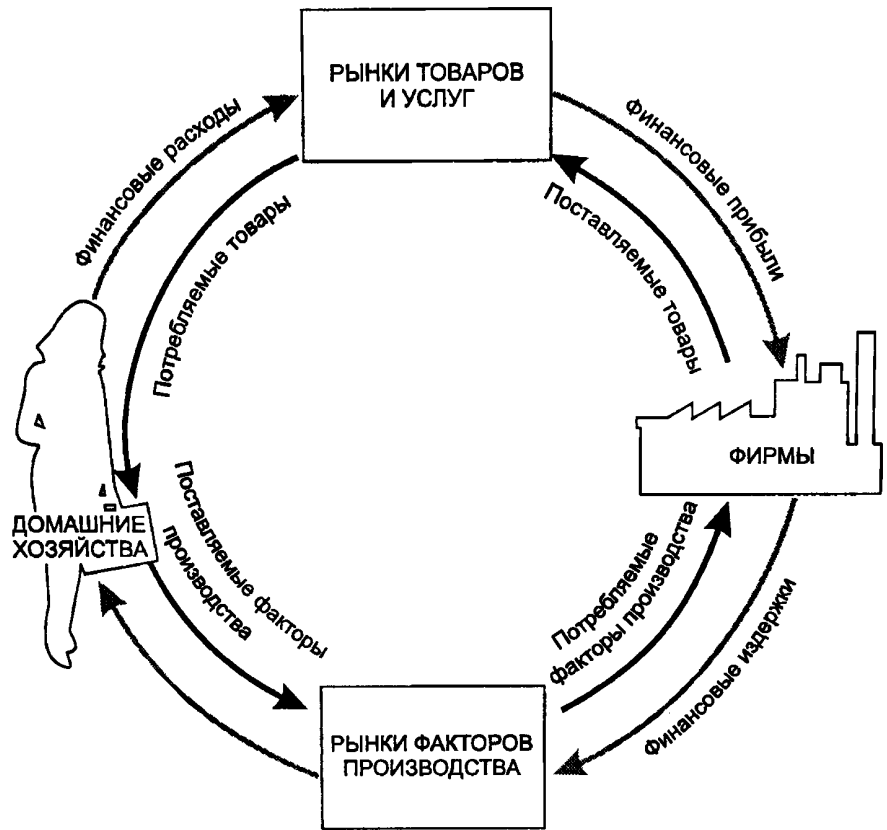 РЫНКИ ТОВАРОВ
И УСЛУГ
Финансовые расходы
Потребляемые товары
Финансовые прибыли
Поставляемые товары
ФИРМЫ
ДОМАШНИЕ
ХОЗЯЙСТВА
Поставляемые факторы
производства
Потребляемые
факторы производства
Финансовые издержки
РЫНКИ ФАКТОРОВ
ПРОИЗВОДСТВА